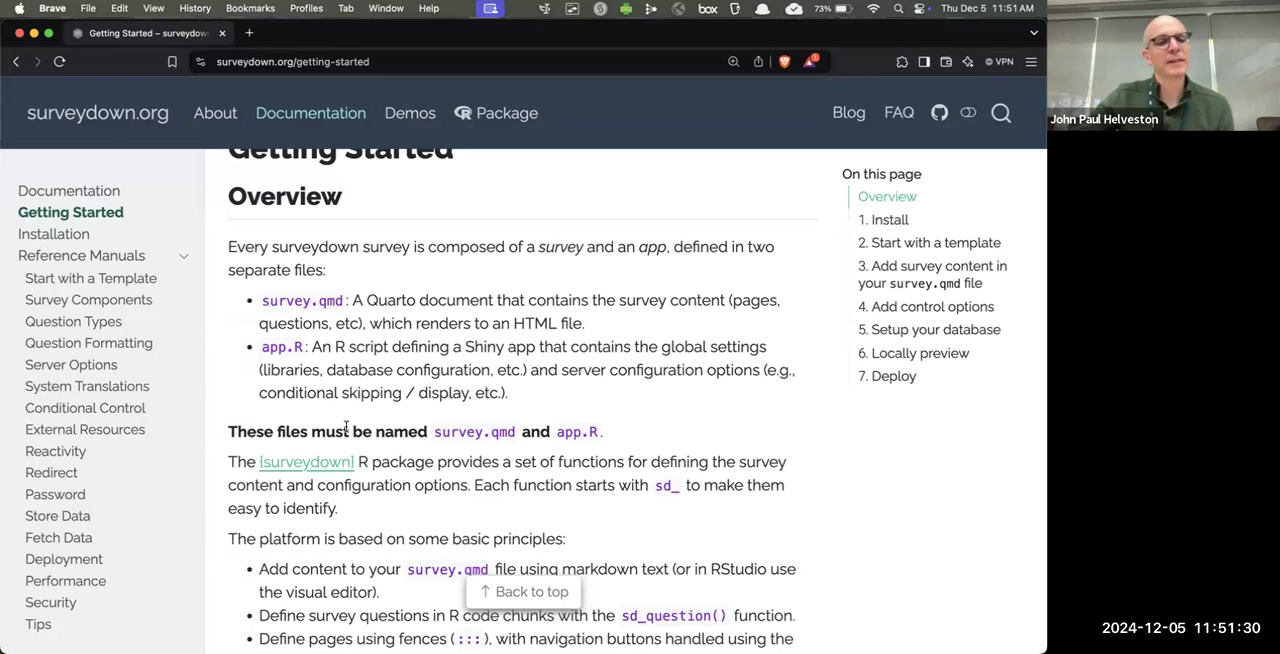 Brave File Edit View History Bookmarks Profiles Tab Window Help box 73% Thu Dec 5 11:51 AM
Getting Started – surveydow
surveydown.org/getting-started 1 VPN
surveydown.org About Documentation Demos Package Blog FAQ
John Paul Helveston
Documentation
Getting Started
Installation
Reference Manuals
Start with a Template
Survey Components
Question Types
Question Formatting
Server Options
System Translations
Conditional Control
External Resources
Reactivity
Redirect
Password
Store Data
Fetch Data
Deployment
Performance
Security
Tips
Getting Started
Overview
Every surveydown survey is composed of a survey and an app, defined in two
separate files:
• survey.qmd: A Quarto document that contains the survey content (pages,
questions, etc), which renders to an HTML file.
• app.R: An R script defining a Shiny app that contains the global settings
(libraries, database configuration, etc.) and server configuration options (e.g.,
conditional skipping / display, etc.).
These files must be named survey.qmd and app.R.
The {surveydown} R package provides a set of functions for defining the survey
content and configuration options. Each function starts with sd_ to make them
easy to identify.
The platform is based on some basic principles:
• Add content to your survey.qmd file using markdown text (or in RStudio use
the visual editor).
↑ Back to top
• Define survey questions in R code chunks with the sd_question() function.
• Define pages using fences (:::), with navigation buttons handled using the
On this page
Overview
1. Install
2. Start with a template
3. Add survey content in
your survey.qmd file
4. Add control options
5. Setup your database
6. Locally preview
7. Deploy
2024-12-05 11:51:30